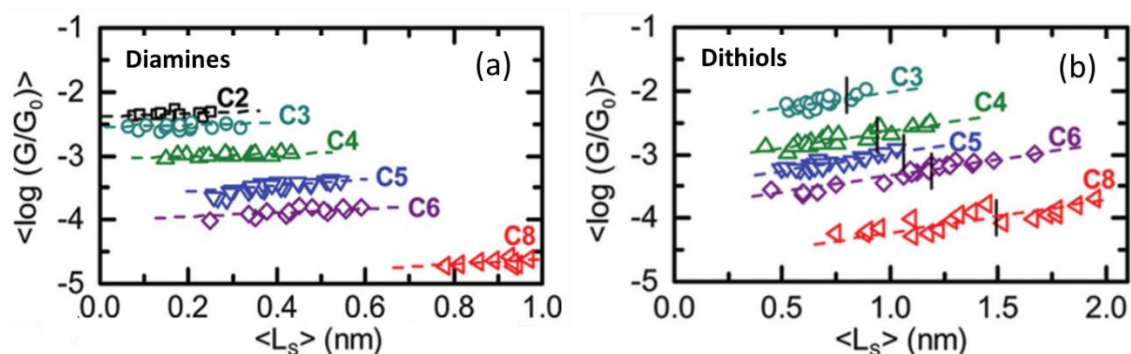 Diamines
(a)
<log (G/G₀)>
-1
-2
-3
-4
-5
C2
C3
C4
C5
C6
C8
0.0 0.2 0.4 0.6 0.8 1.0
<Lₛ> (nm)
Dithiols
(b)
<log (G/G₀)>
-1
-2
-3
-4
-5
C3
C4
C5
C6
C8
0.0 0.5 1.0 1.5 2.0
<Lₛ> (nm)